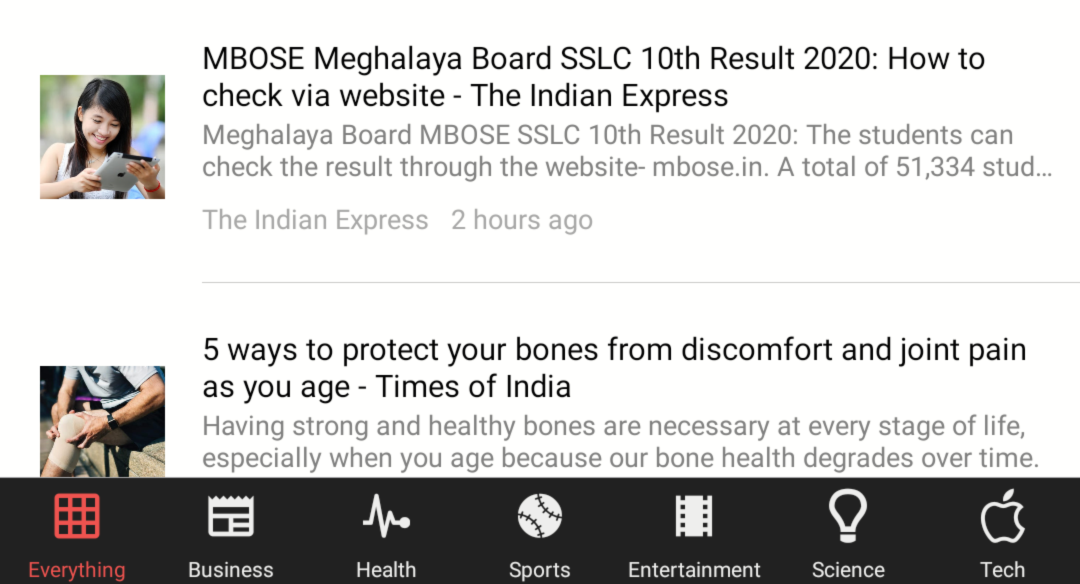 MBOSE Meghalaya Board SSLC 10th Result 2020: How to
check via website - The Indian Express
Meghalaya Board MBOSE SSLC 10th Result 2020: The students can
check the result through the website- mbose.in. A total of 51,334 stud...
The Indian Express 2 hours ago
5 ways to protect your bones from discomfort and joint pain
as you age - Times of India
Having strong and healthy bones are necessary at every stage of life,
especially when you age because our bone health degrades over time.
Everything Business Health Sports Entertainment Science Tech